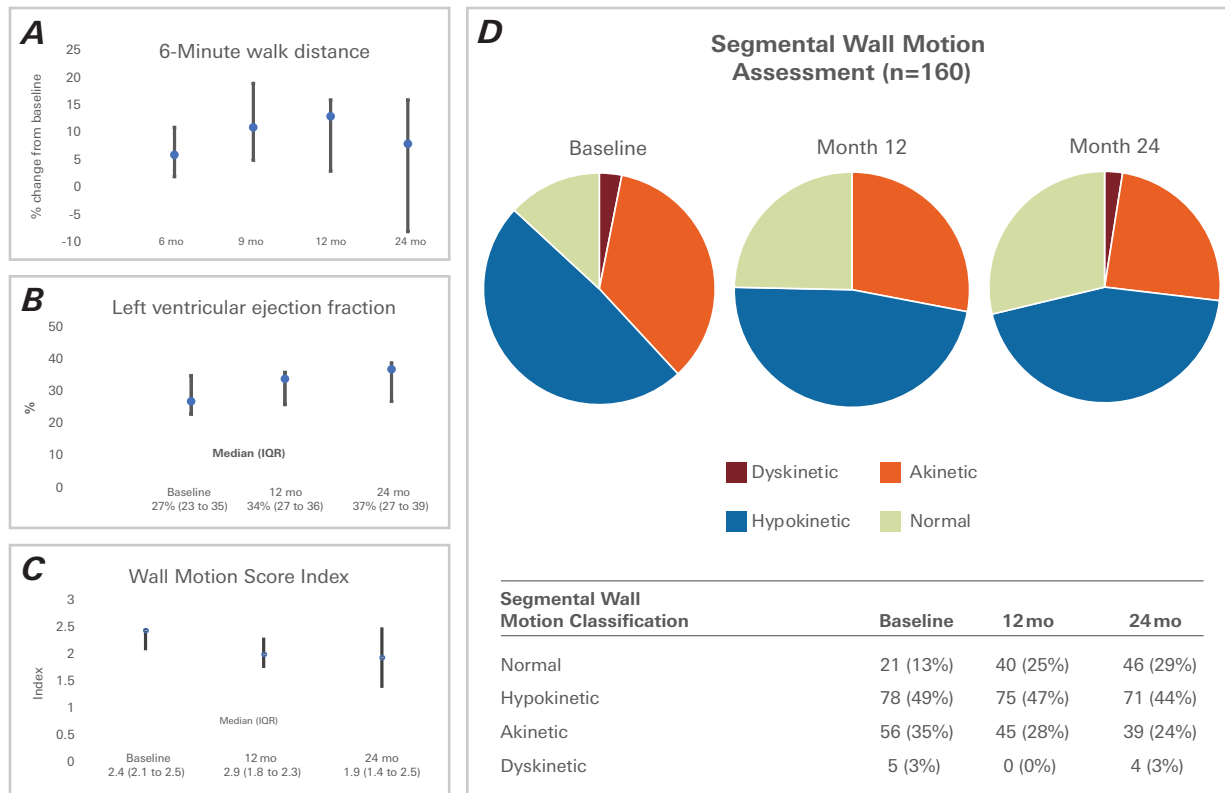 A
6-Minute walk distance
% change from baseline
25
20
15
10
5
0
-5
-10
6 mo 9 mo 12 mo 24 mo
B
Left ventricular ejection fraction
%
50
40
30
20
10
0
Median (IQR)
Baseline 12 mo 24 mo
27% (23 to 35) 34% (27 to 36) 37% (27 to 39)
C
Wall Motion Score Index
Index
3
2.5
2
1.5
1
0.5
0
Median (IQR)
Baseline 12 mo 24 mo
2.4 (2.1 to 2.5) 2.9 (1.8 to 2.3) 1.9 (1.4 to 2.5)
D
Segmental Wall Motion
Assessment (n=160)
Baseline Month 12 Month 24
Dyskinetic Akinetic
Hypokinetic Normal
Segmental Wall
Motion Classification Baseline 12 mo 24 mo
Normal 21 (13%) 40 (25%) 46 (29%)
Hypokinetic 78 (49%) 75 (47%) 71 (44%)
Akinetic 56 (35%) 45 (28%) 39 (24%)
Dyskinetic 5 (3%) 0 (0%) 4 (3%)